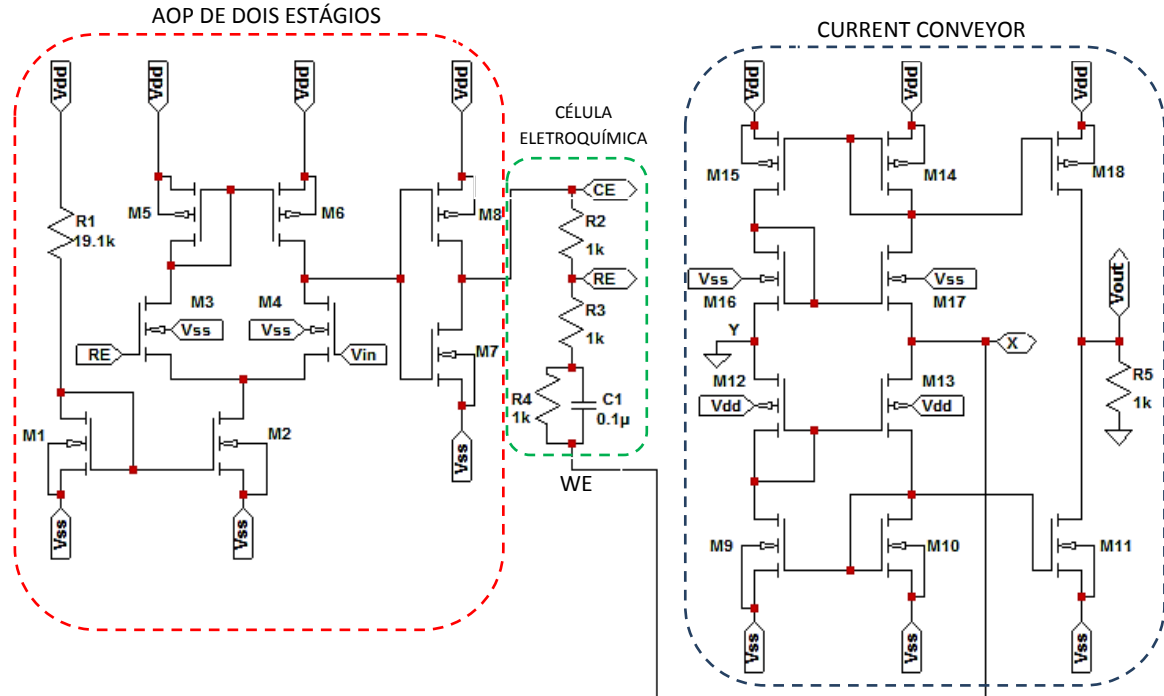 AOP DE DOIS ESTÁGIOS
Vdd
Vdd
Vdd
Vdd
R1
19.1k
M5
M6
M8
M3
M4
Vss
Vss
RE
Vin
M7
M1
M2
Vss
Vss
Vss
CÉLULA
ELETROQUÍMICA
CE
R2
1k
RE
R3
1k
R4
1k
C1
0.1µ
WE
CURRENT CONVEYOR
Vdd
Vdd
Vdd
M15
M14
M18
Vss
M16
Vss
M17
Vout
Y
X
M12
Vdd
M13
Vdd
R5
1k
M9
M10
M11
Vss
Vss
Vss